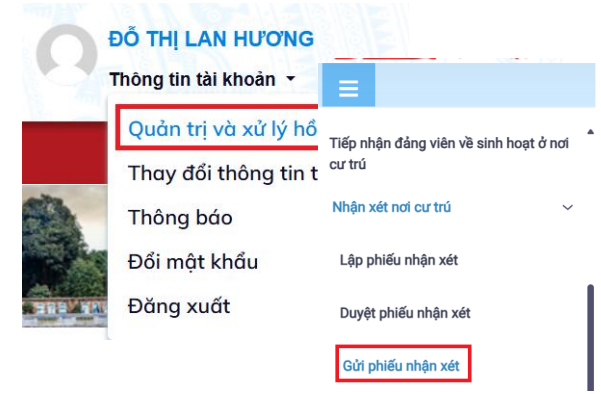 ĐỖ THỊ LAN HƯƠNG
Thông tin tài khoản
Quản trị và xử lý hồ
Thay đổi thông tin t
Thông báo
Đổi mật khẩu
Đăng xuất
Tiếp nhận đảng viên về sinh hoạt ở nơi
cư trú
Nhận xét nơi cư trú
Lập phiếu nhận xét
Duyệt phiếu nhận xét
Gửi phiếu nhận xét